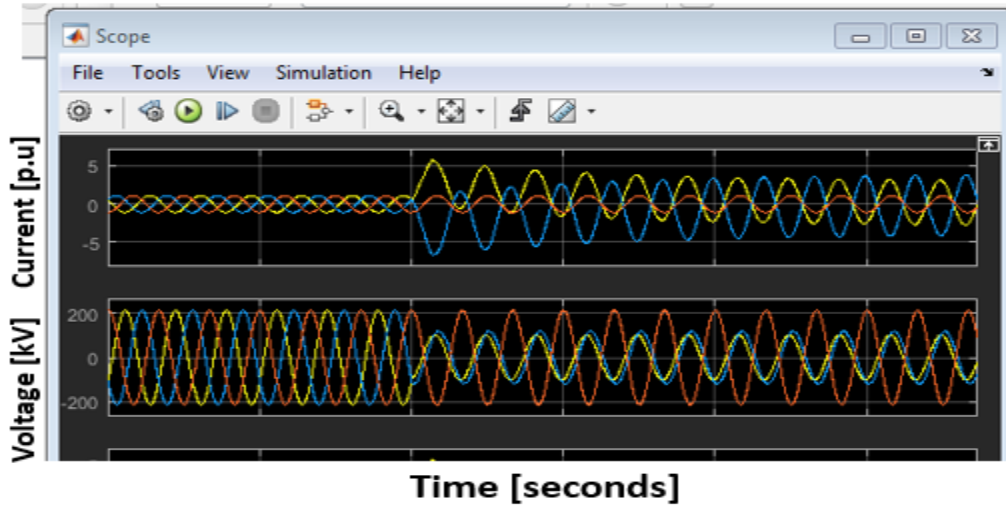 Scope
File Tools View Simulation Help
Current [p.u]
5
0
-5
Voltage [kV]
200
0
-200
Time [seconds]